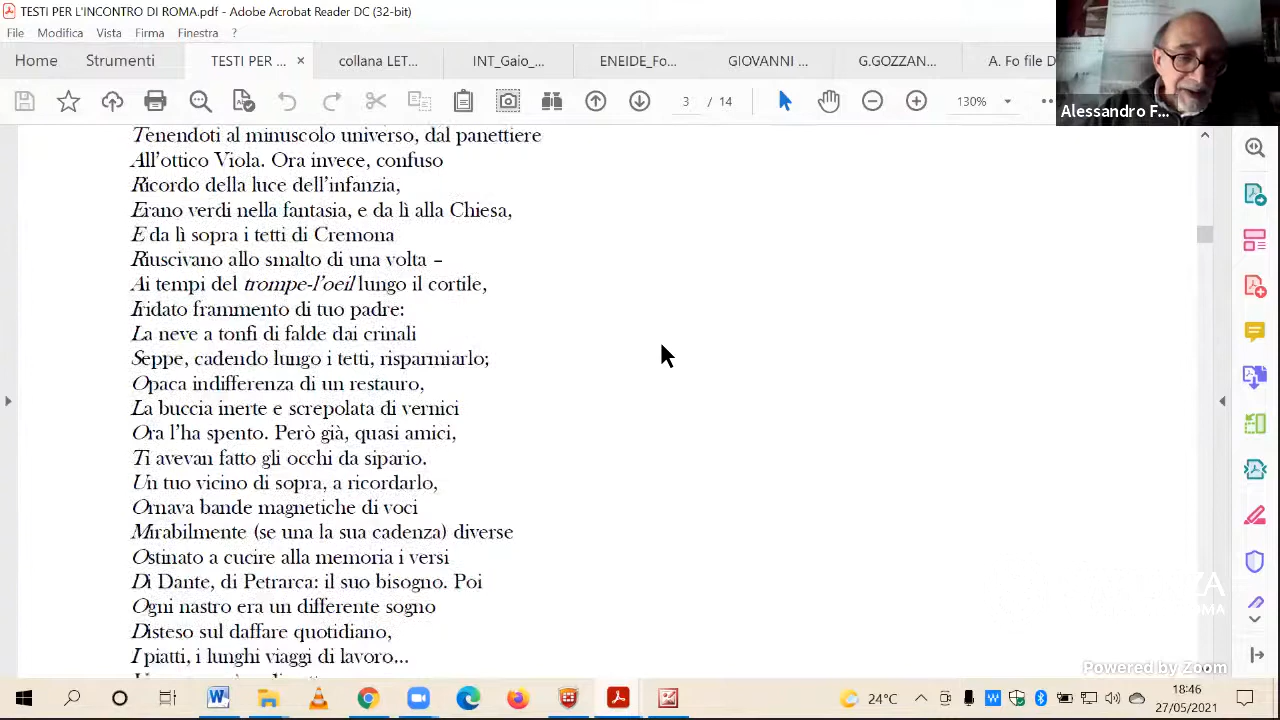 TESTI PER L'INCONTRO DI ROMA.pdf - Adobe Acrobat Reader DC (32-bit)
File Modifica Vista Firma Finestra ?
Home Strumenti TESTI PER ... × collana LET... INT_Gaio_... ENEIDE_Fo... GIOVANNI ... G.GOZZAN... A. Fo file D
3 / 14 130%
Alessandro F...
Tenendoti al minuscolo universo, dal panettiere
All'ottico Viola. Ora invece, confuso
Ricordo della luce dell'infanzia,
Erano verdi nella fantasia, e da lì alla Chiesa,
E da lì sopra i tetti di Cremona
Riuscivano allo smalto di una volta –
Ai tempi del trompe-l'oeil lungo il cortile,
Iridato frammento di tuo padre:
La neve a tonfi di falde dai crinali
Seppe, cadendo lungo i tetti, risparmiarlo;
Opaca indifferenza di un restauro,
La buccia inerte e screpolata di vernici
Ora l'ha spento. Però già, quasi amici,
Ti avevan fatto gli occhi da sipario.
Un tuo vicino di sopra, a ricordarlo,
Ornava bande magnetiche di voci
Mirabilmente (se una la sua cadenza) diverse
Ostinato a cucire alla memoria i versi
Di Dante, di Petrarca: il suo bisogno. Poi
Ogni nastro era un differente sogno
Disteso sul daffare quotidiano,
I piatti, i lunghi viaggi di lavoro...
Powered by Zoom
24°C
18:46
27/05/2021